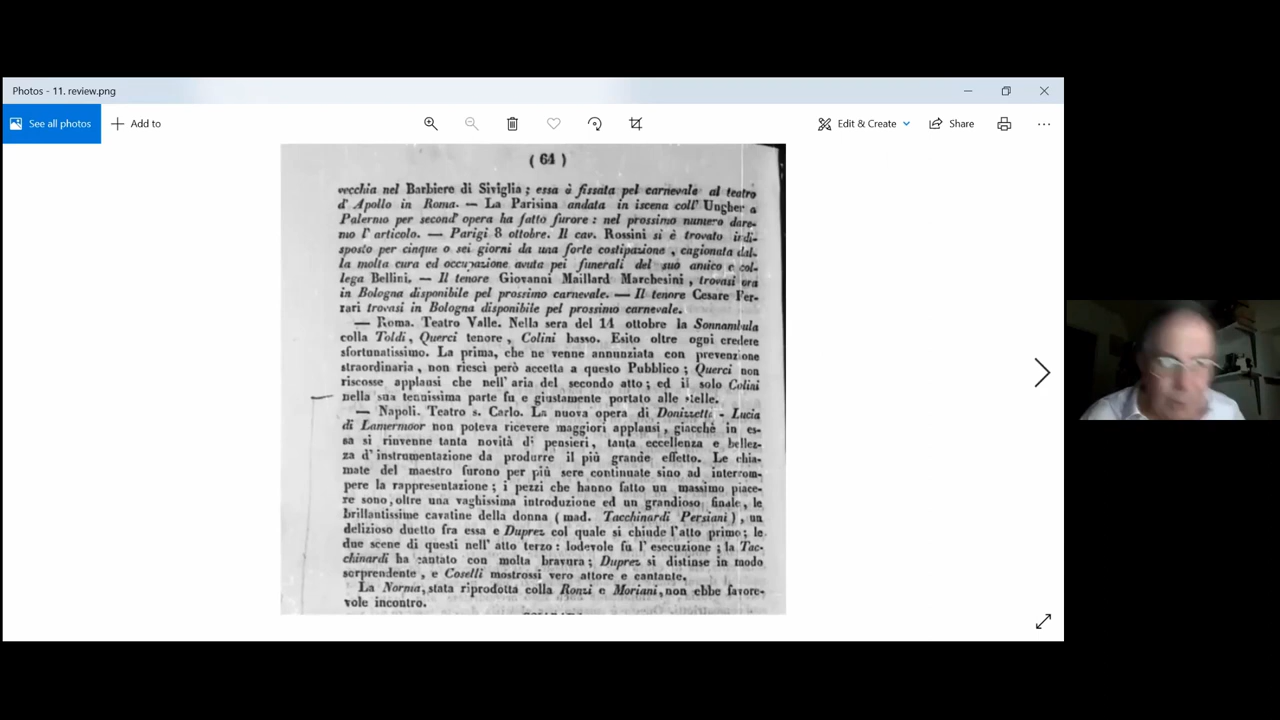 Photos - 11. review.png
See all photos
Add to
Edit & Create
Share
( 64 )
vecchia nel Barbiere di Siviglia ; essa è fissata pel carnevale al teatro
d' Apollo in Roma. — La Parisina andata in iscena coll' Ungher a
Palermo per second' opera ha fatto furore : nel prossimo numero dare-
mo l' articolo. — Parigi 8 ottobre. Il cav. Rossini si è trovato indi-
sposto per cinque o sei giorni da una forte costipazione , cagionata dal-
la molta cura ed occupazione avuta pei funerali del suo amico e col-
lega Bellini. — Il tenore Giovanni Maillard Marchesini , trovasi ora
in Bologna disponibile pel prossimo carnevale. — Il tenore Cesare Fer-
rari trovasi in Bologna disponibile pel prossimo carnevale.
— Roma. Teatro Valle. Nella sera del 14 ottobre la Sonnambula
colla Toldi , Querci tenore , Colini basso. Esito oltre ogni credere
sfortunatissimo. La prima, che ne venne annunziata con prevenzione
straordinaria , non riescì però accetta a questo Pubblico ; Querci non
riscosse applausi che nell' aria del secondo atto ; ed il solo Colini
nella sua tenuissima parte fu e giustamente portato alle stelle.
— Napoli. Teatro s. Carlo. La nuova opera di Donizzetti - Lucia
di Lamermoor non poteva ricevere maggiori applausi , giacchè in es-
sa si rinvenne tanta novità di pensieri, tanta eccellenza e bellez-
za d' instrumentazione da produrre il più grande effetto. Le chia-
mate del maestro furono per più sere continuate sino ad interrom-
pere la rappresentazione ; i pezzi che hanno fatto un massimo piace-
re sono, oltre una vaghissima introduzione ed un grandioso finale, le
brillantissime cavatine della donna ( mad. Tacchinardi Persiani ) , un
delizioso duetto fra essa e Duprez col quale si chiude l'atto primo ; le
due scene di questi nell' atto terzo : lodevole fu l' esecuzione ; la Tac-
chinardi ha cantato con molta bravura ; Duprez si distinse in modo
sorprendente , e Coselli mostrossi vero attore e cantante.
La Norma, stata riprodotta colla Ronzi e Moriani, non ebbe favore-
vole incontro.